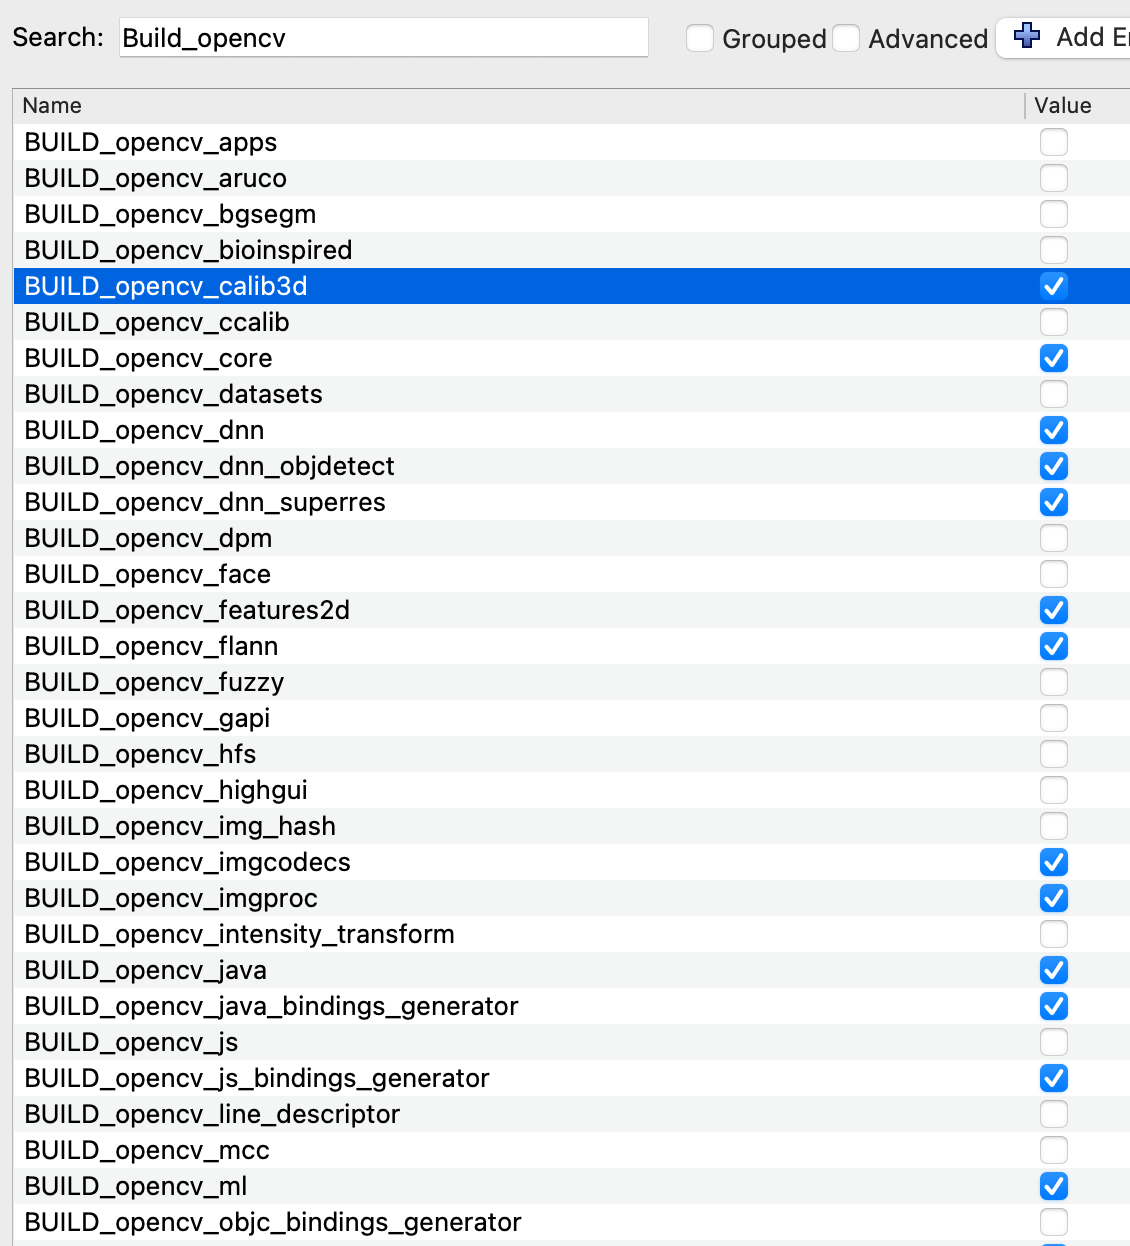 Search: Build_opencv Grouped Advanced Add
Name Value
BUILD_opencv_apps
BUILD_opencv_aruco
BUILD_opencv_bgsegm
BUILD_opencv_bioinspired
BUILD_opencv_calib3d
BUILD_opencv_ccalib
BUILD_opencv_core
BUILD_opencv_datasets
BUILD_opencv_dnn
BUILD_opencv_dnn_objdetect
BUILD_opencv_dnn_superres
BUILD_opencv_dpm
BUILD_opencv_face
BUILD_opencv_features2d
BUILD_opencv_flann
BUILD_opencv_fuzzy
BUILD_opencv_gapi
BUILD_opencv_hfs
BUILD_opencv_highgui
BUILD_opencv_img_hash
BUILD_opencv_imgcodecs
BUILD_opencv_imgproc
BUILD_opencv_intensity_transform
BUILD_opencv_java
BUILD_opencv_java_bindings_generator
BUILD_opencv_js
BUILD_opencv_js_bindings_generator
BUILD_opencv_line_descriptor
BUILD_opencv_mcc
BUILD_opencv_ml
BUILD_opencv_objc_bindings_generator